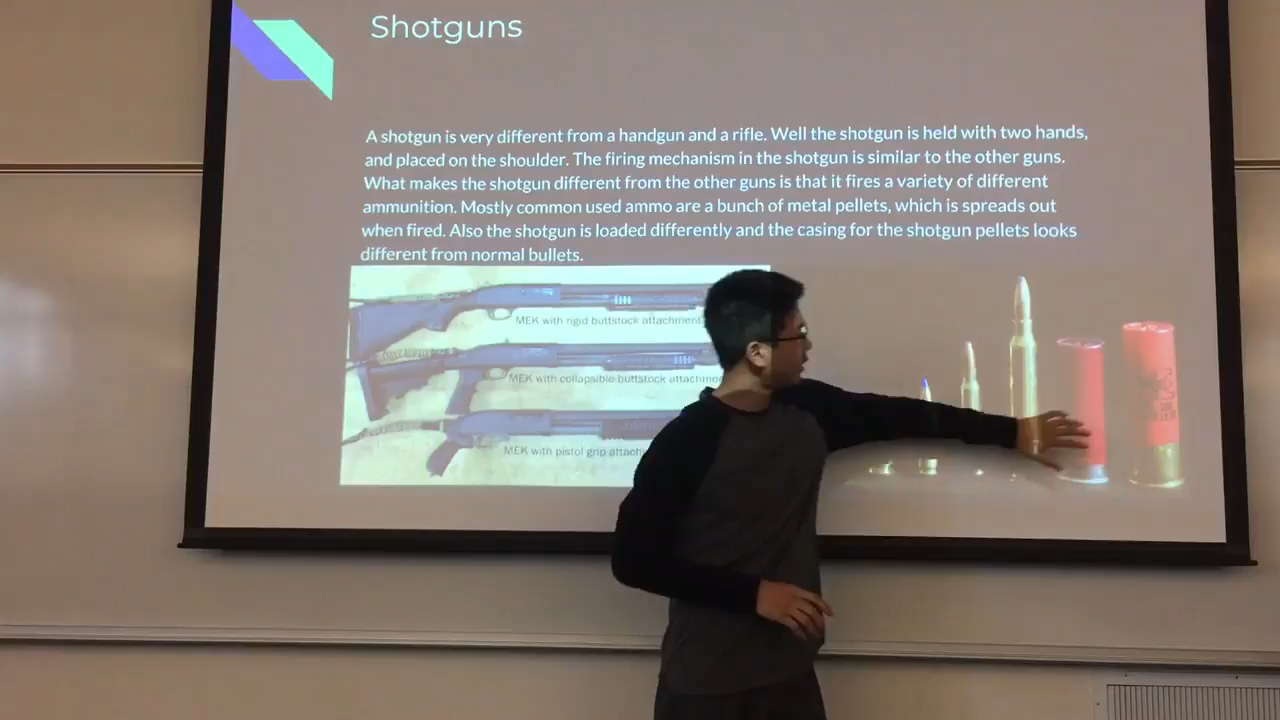 Shotguns
A shotgun is very different from a handgun and a rifle. Well the shotgun is held with two hands,
and placed on the shoulder. The firing mechanism in the shotgun is similar to the other guns.
What makes the shotgun different from the other guns is that it fires a variety of different
ammunition. Mostly common used ammo are a bunch of metal pellets, which is spreads out
when fired. Also the shotgun is loaded differently and the casing for the shotgun pellets looks
different from normal bullets.
MEK with rigid buttstock attachment
MEK with collapsible buttstock
MEK with pistol grip